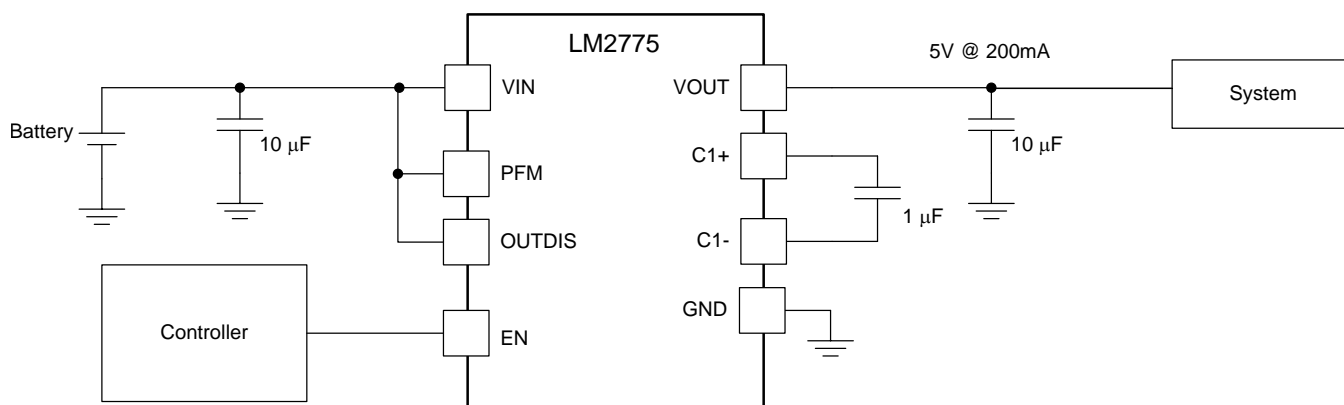 LM2775
5V @ 200mA
VIN
VOUT
System
Battery
10 μF
C1+
10 μF
PFM
1 μF
OUTDIS
C1-
GND
Controller
EN